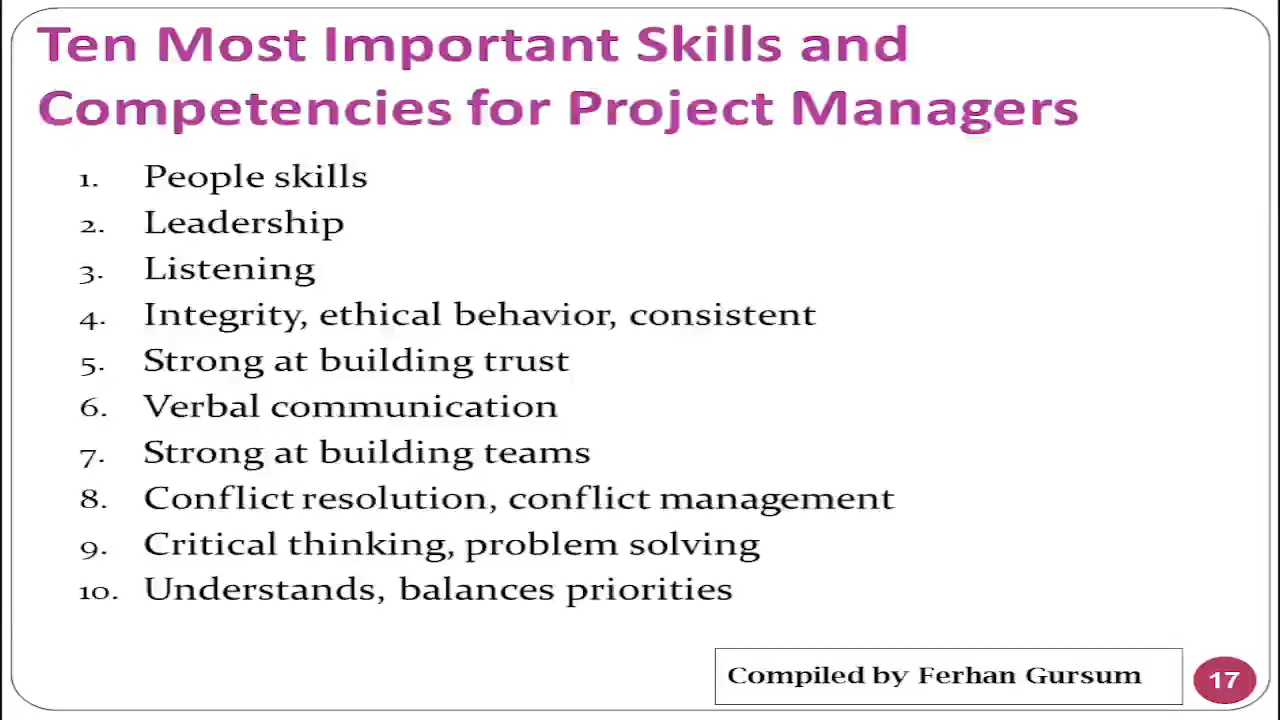 Ten Most Important Skills and
Competencies for Project Managers
1. People skills
2. Leadership
3. Listening
4. Integrity, ethical behavior, consistent
5. Strong at building trust
6. Verbal communication
7. Strong at building teams
8. Conflict resolution, conflict management
9. Critical thinking, problem solving
10. Understands, balances priorities
Compiled by Ferhan Gursum
17